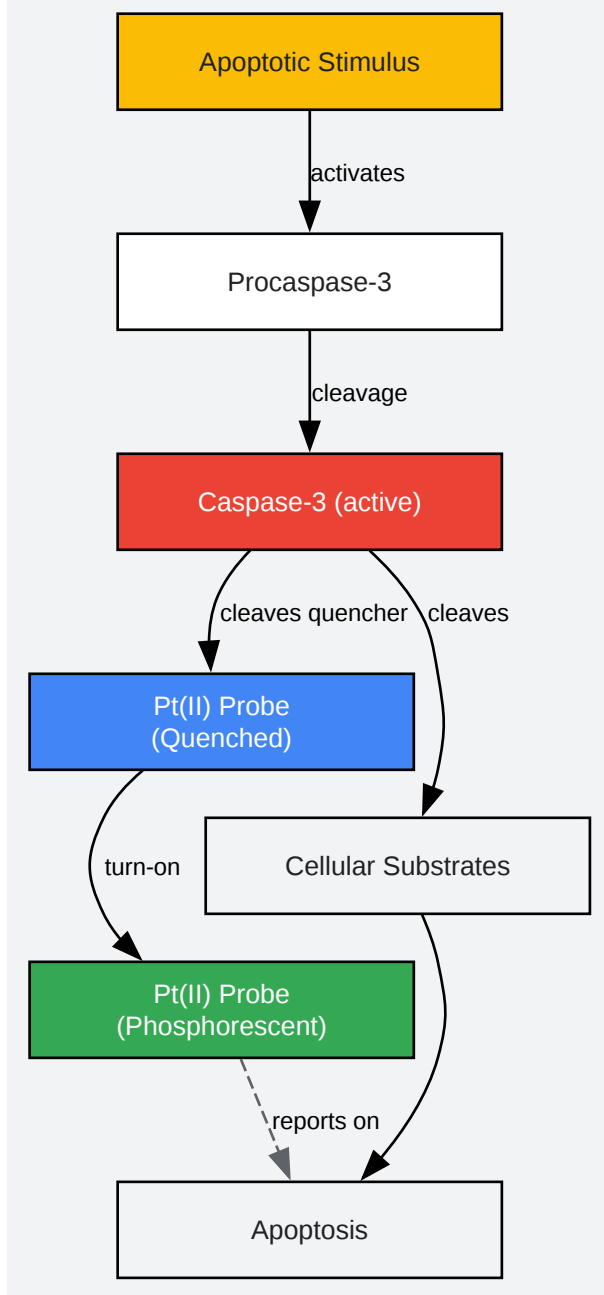 Apoptotic Stimulus
activates
Procaspase-3
cleavage
Caspase-3 (active)
cleaves quencher
cleaves
Pt(II) Probe
(Quenched)
turn-on
Cellular Substrates
Pt(II) Probe
(Phosphorescent)
reports on
Apoptosis